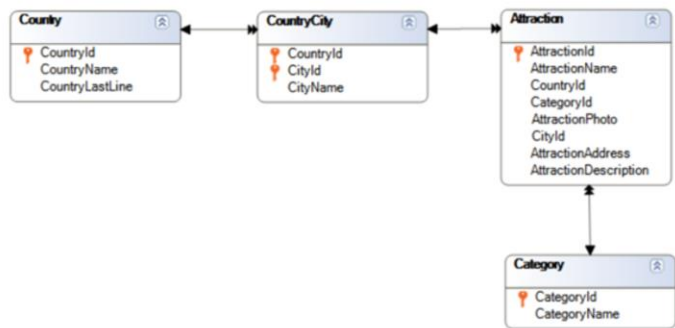 Country
CountryId
CountryName
CountryLastLine
CountryCity
CountryId
CityId
CityName
Attraction
AttractionId
AttractionName
CountryId
CategoryId
AttractionPhoto
CityId
AttractionAddress
AttractionDescription
Category
CategoryId
CategoryName